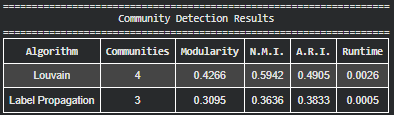 ==================================================
Community Detection Results
==================================================
Algorithm Communities Modularity N.M.I. A.R.I. Runtime
Louvain 4 0.4266 0.5942 0.4905 0.0026
Label Propagation 3 0.3095 0.3636 0.3833 0.0005